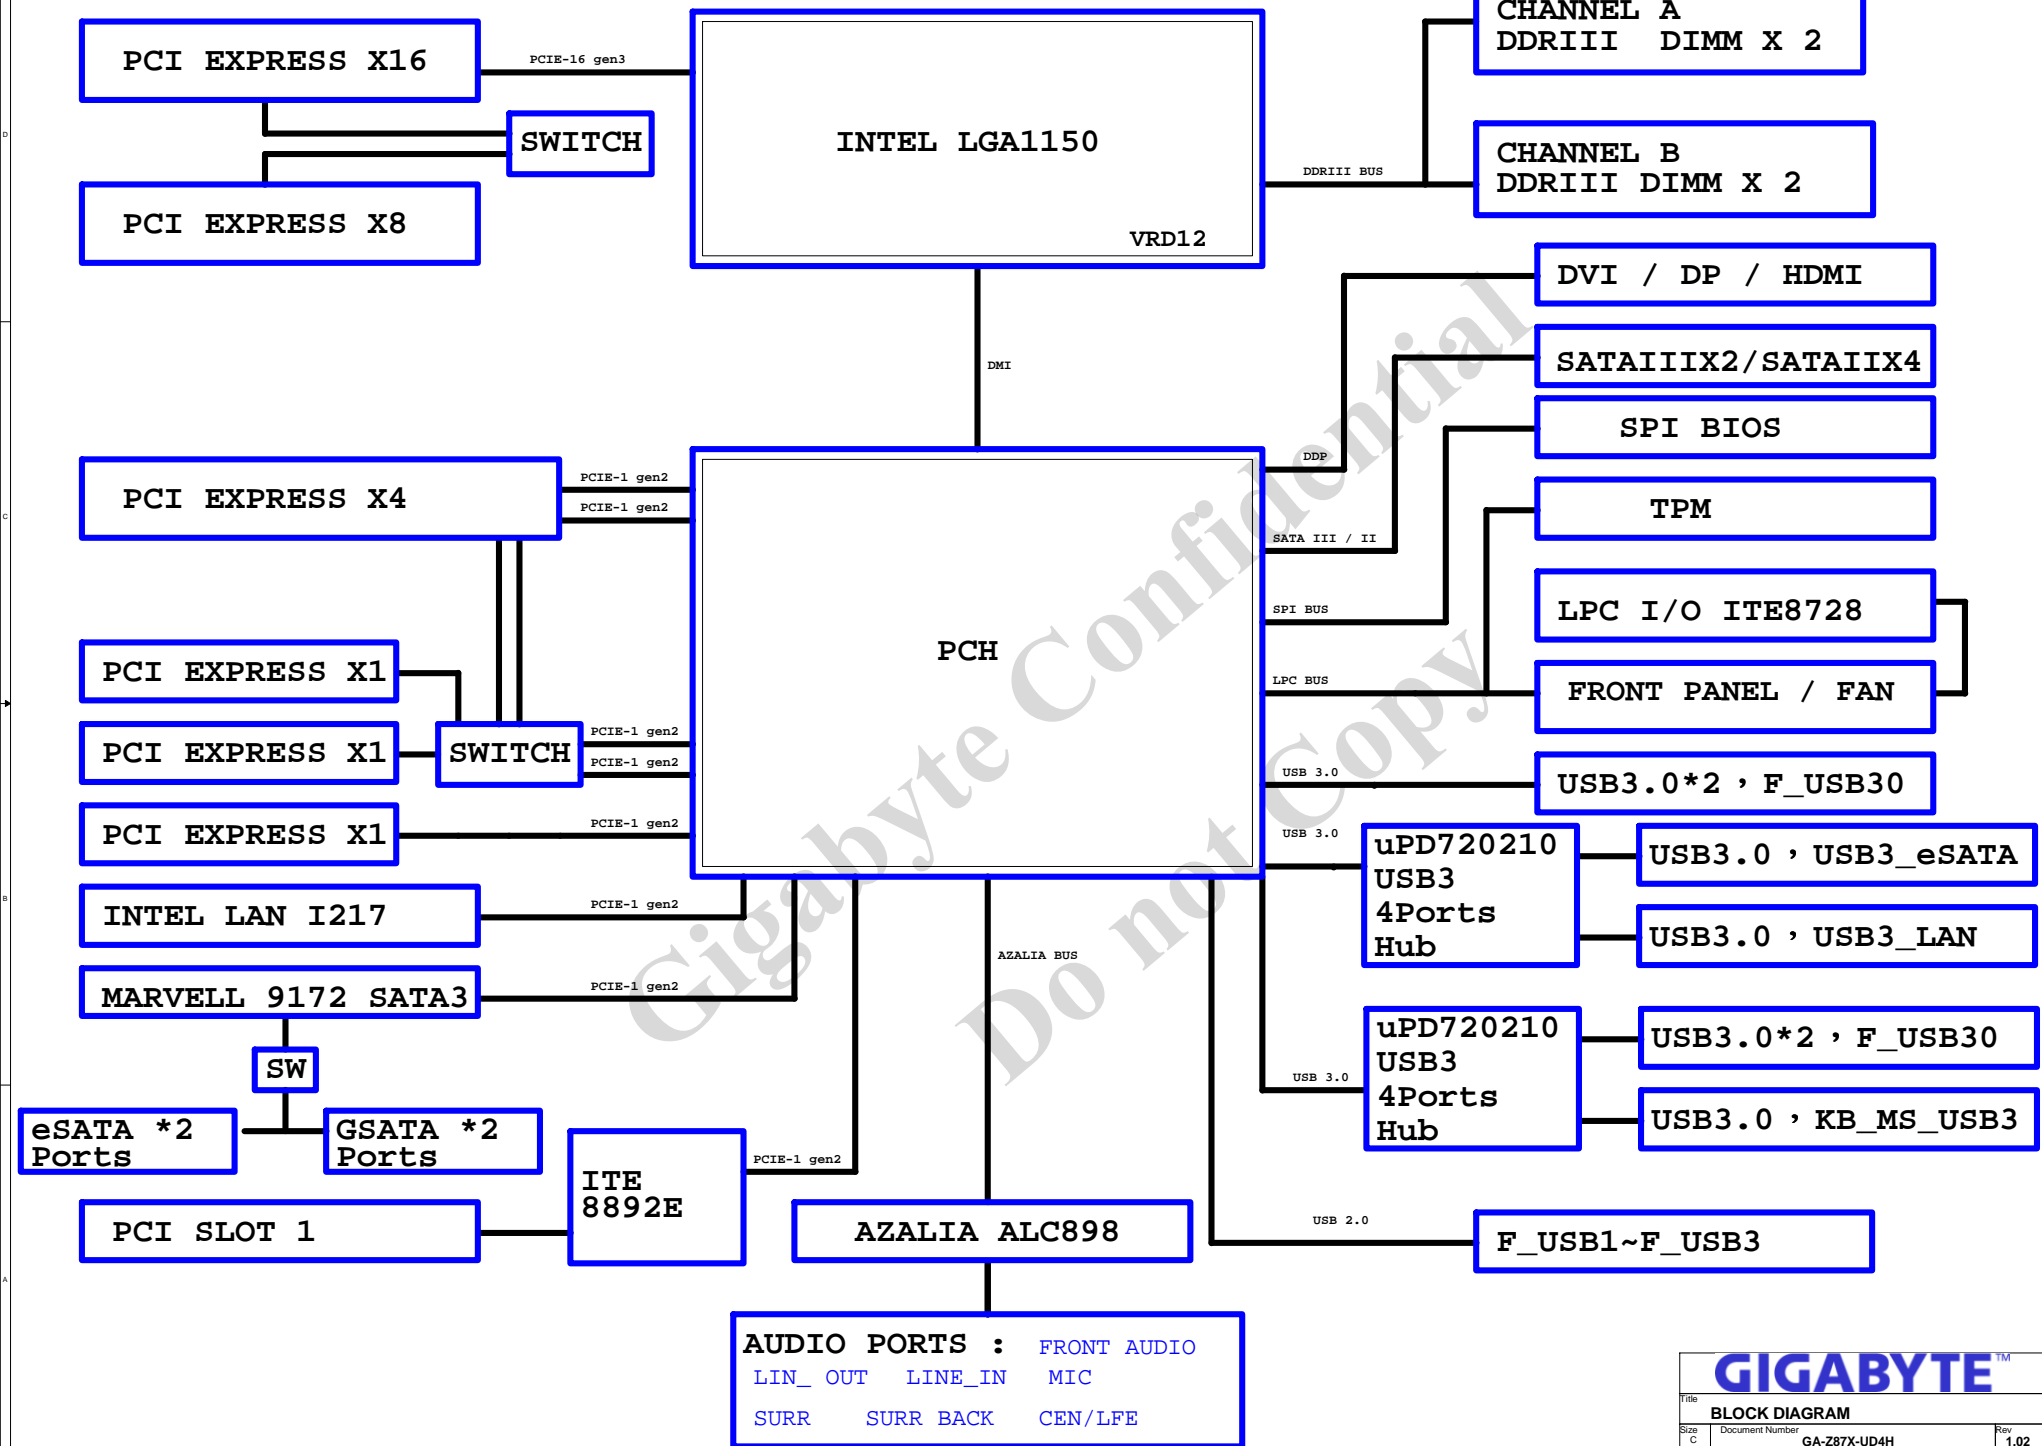 CHANNEL A
DDRIII DIMM X 2
PCI EXPRESS X16
PCIE-16 gen3
SWITCH
INTEL LGA1150
VRD12
DDRIII BUS
CHANNEL B
DDRIII DIMM X 2
PCI EXPRESS X8
DVI / DP / HDMI
DMI
SATAIIIX2/SATAIIX4
SPI BIOS
DDP
PCI EXPRESS X4
PCIE-1 gen2
PCIE-1 gen2
TPM
SATA III / II
SPI BUS
LPC I/O ITE8728
PCH
PCI EXPRESS X1
LPC BUS
FRONT PANEL / FAN
PCI EXPRESS X1
SWITCH
PCIE-1 gen2
PCIE-1 gen2
USB 3.0
USB3.0*2 , F_USB30
PCI EXPRESS X1
PCIE-1 gen2
USB 3.0
uPD720210
USB3
4Ports
Hub
USB3.0 , USB3_eSATA
USB3.0 , USB3_LAN
INTEL LAN I217
PCIE-1 gen2
AZALIA BUS
MARVELL 9172 SATA3
PCIE-1 gen2
SW
eSATA *2
Ports
GSATA *2
Ports
USB 3.0
uPD720210
USB3
4Ports
Hub
USB3.0*2 , F_USB30
USB3.0 , KB_MS_USB3
ITE
8892E
PCIE-1 gen2
PCI SLOT 1
AZALIA ALC898
USB 2.0
F_USB1~F_USB3
AUDIO PORTS : FRONT AUDIO
LIN_ OUT LINE_IN MIC
SURR SURR BACK CEN/LFE
Gigabyte Confidential
Do not Copy
D
C
B
A
GIGABYTE™
Title
BLOCK DIAGRAM
Size
C
Document Number
GA-Z87X-UD4H
Rev
1.02